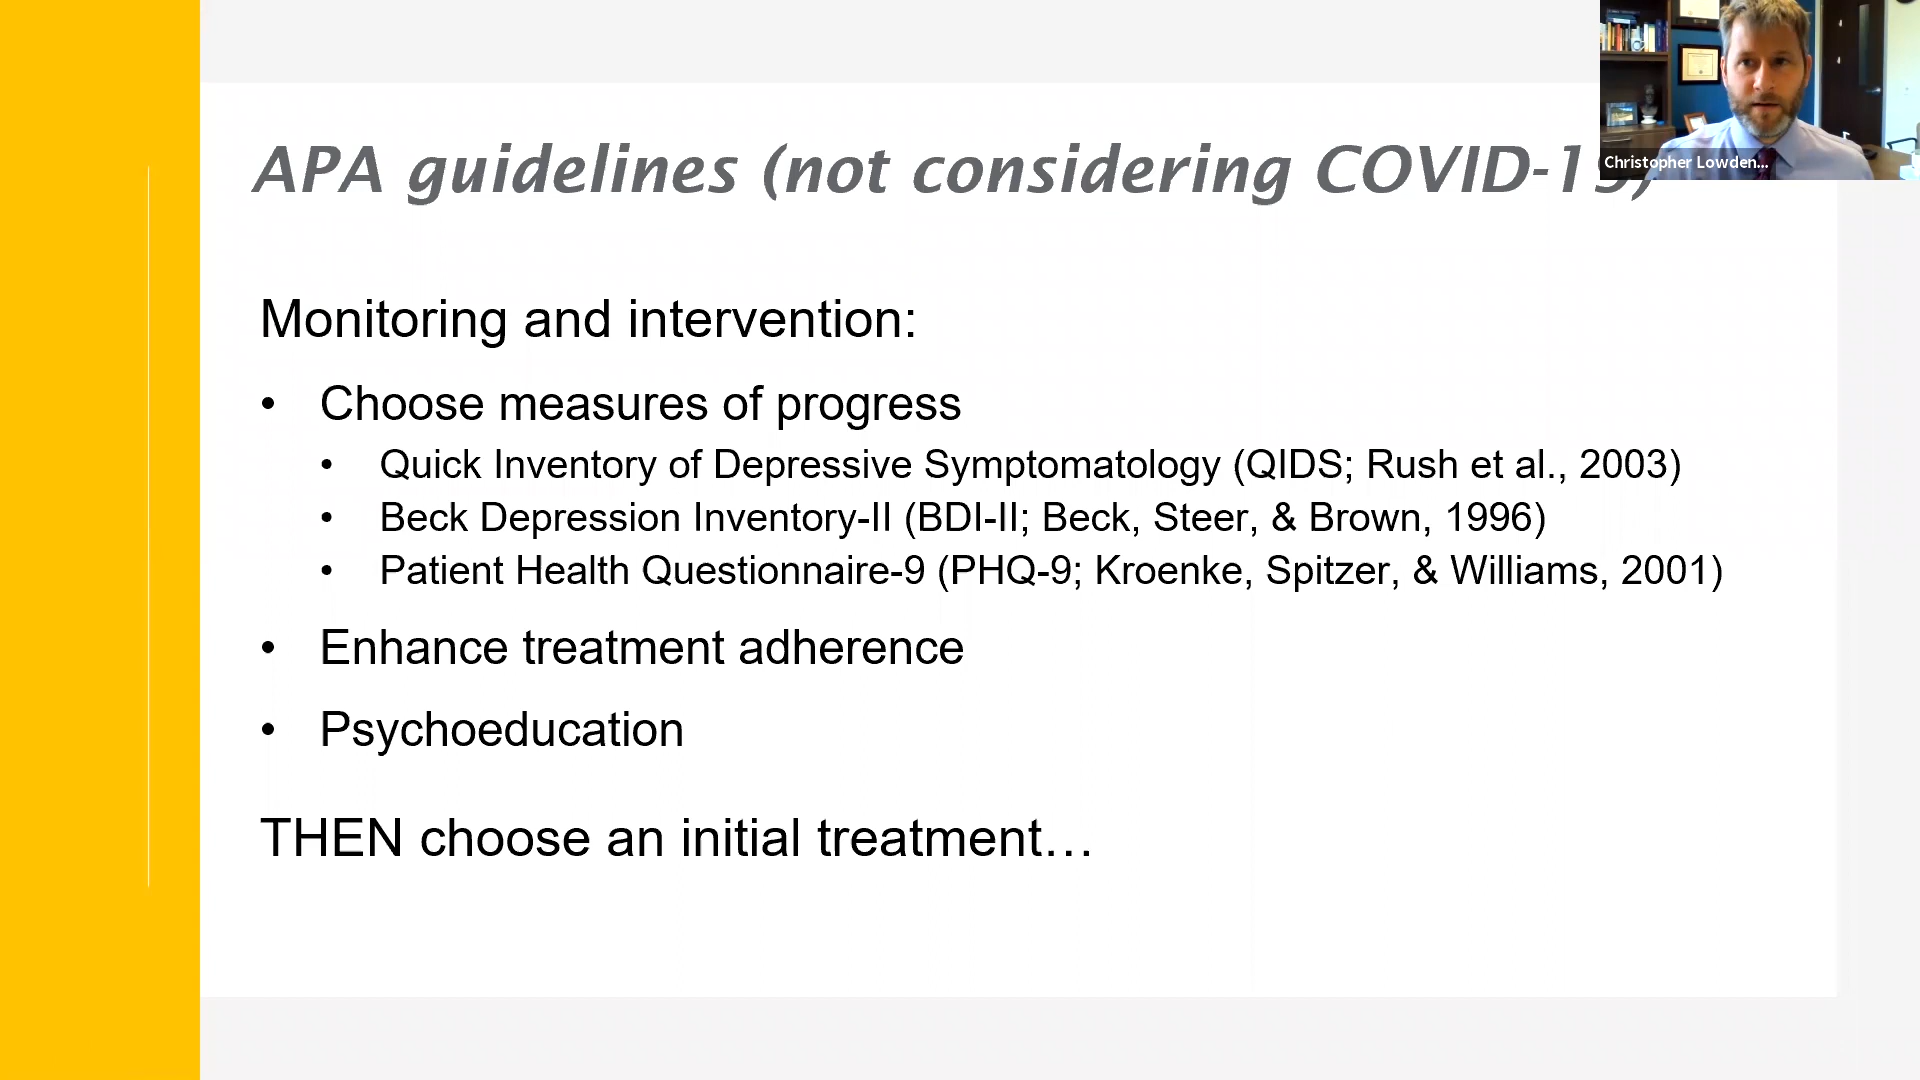 APA guidelines (not considering COVID-19)
Christopher Lowden...
Monitoring and intervention:
• Choose measures of progress
• Quick Inventory of Depressive Symptomatology (QIDS; Rush et al., 2003)
• Beck Depression Inventory-II (BDI-II; Beck, Steer, & Brown, 1996)
• Patient Health Questionnaire-9 (PHQ-9; Kroenke, Spitzer, & Williams, 2001)
• Enhance treatment adherence
• Psychoeducation
THEN choose an initial treatment…